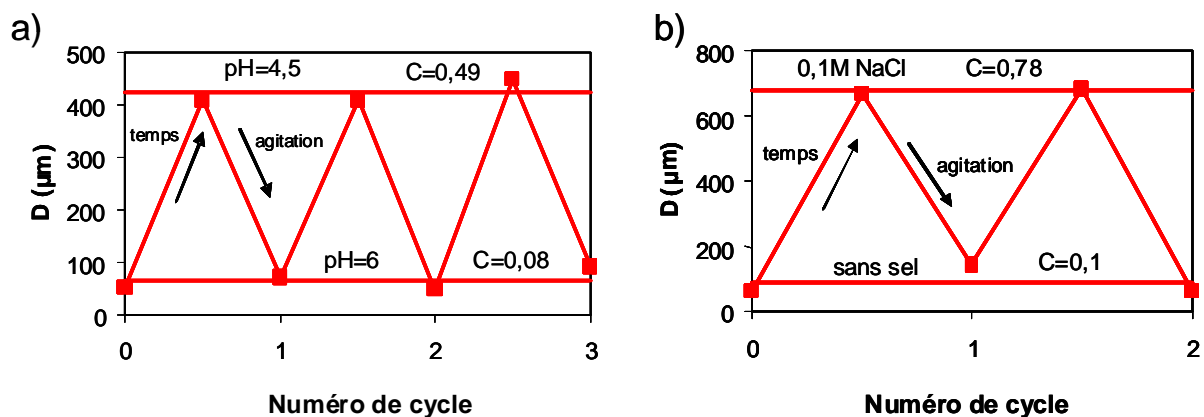 a)
500
400
300
200
100
0
D (µm)
pH=4,5
C=0,49
temps
agitation
pH=6
C=0,08
0
1
2
3
Numéro de cycle
b)
800
600
400
200
0
D (µm)
0,1M NaCl
C=0,78
temps
agitation
sans sel
C=0,1
0
1
2
Numéro de cycle